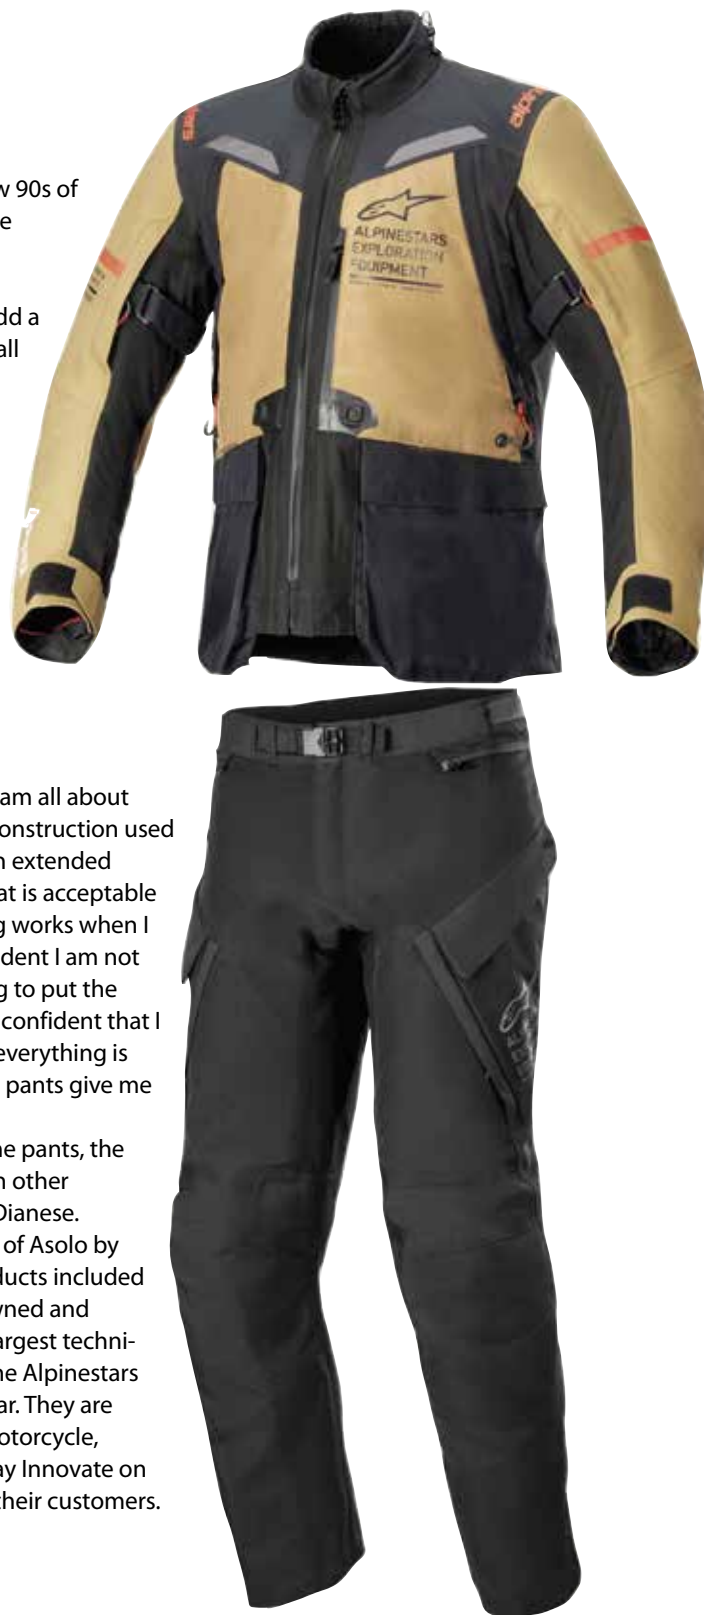 w 90s of
e
dd a
all
alpine
ALPINESTARS
EXPLORATION
EQUIPMENT
am all about
onstruction used
n extended
at is acceptable
g works when I
dent I am not
g to put the
confident that I
everything is
pants give me
he pants, the
n other
Dianese.
of Asolo by
ducts included
wned and
argest techni-
he Alpinestars
ar. They are
otorcycle,
ay Innovate on
their customers.